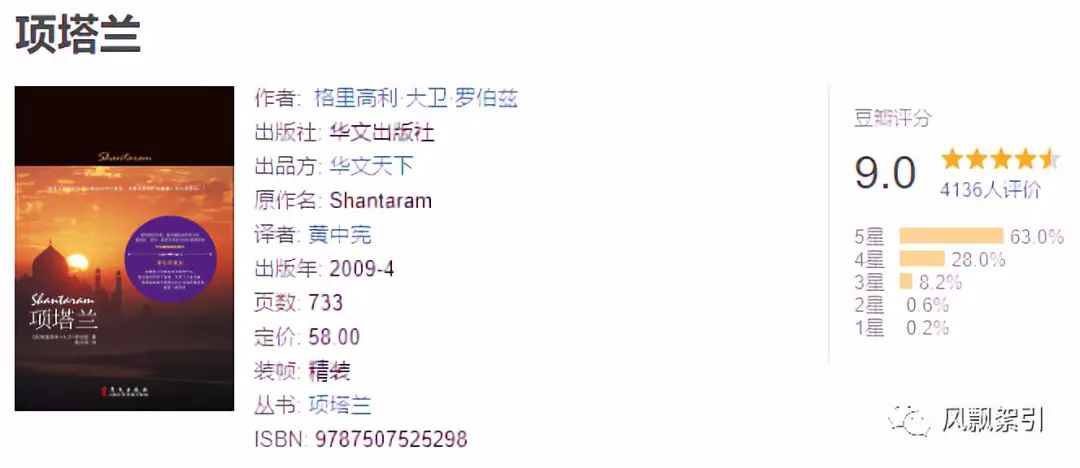 项塔兰
作者: 格里高利·大卫·罗伯兹
出版社: 华文出版社
出品方: 华文天下
原作名: Shantaram
译者: 黄中宪
出版年: 2009-4
页数: 733
定价: 58.00
装帧: 精装
丛书: 项塔兰
ISBN: 9787507525298
豆瓣评分
9.0
4136人评价
5星 63.0%
4星 28.0%
3星 8.2%
2星 0.6%
1星 0.2%
Shantaram
Shantaram
项塔兰
华文出版社
风飘絮引